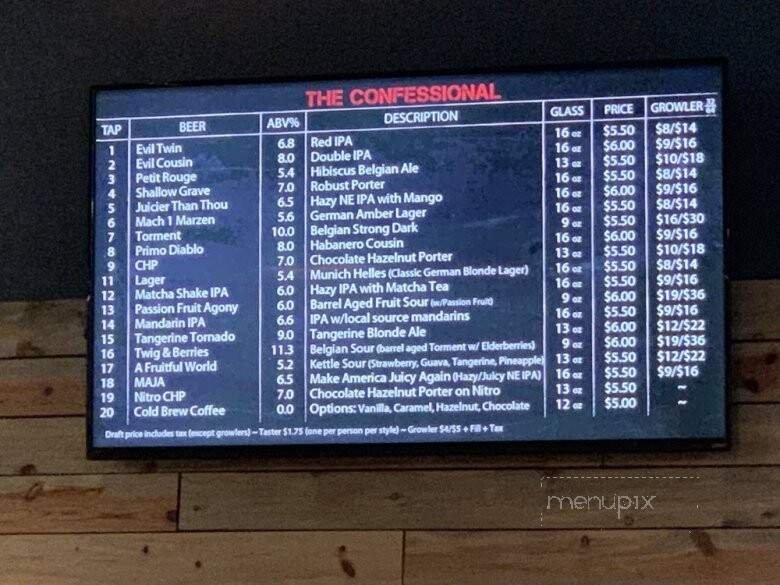 THE CONFESSIONAL
TAP BEER ABV% DESCRIPTION GLASS PRICE GROWLER 32 64
1 Evil Twin 6.8 Red IPA 16 oz $5.50 $8/$14
2 Evil Cousin 8.0 Double IPA 16 oz $6.00 $9/$16
3 Petit Rouge 5.4 Hibiscus Belgian Ale 13 oz $5.50 $10/$18
4 Shallow Grave 7.0 Robust Porter 16 oz $5.50 $8/$14
5 Juicier Than Thou 6.5 Hazy NE IPA with Mango 16 oz $6.00 $9/$16
6 Mach 1 Marzen 5.6 German Amber Lager 16 oz $5.50 $8/$14
7 Torment 10.0 Belgian Strong Dark 9 oz $5.50 $16/$30
8 Primo Diablo 8.0 Habanero Cousin 16 oz $6.00 $9/$16
9 CHP 7.0 Chocolate Hazelnut Porter 13 oz $5.50 $10/$18
11 Lager 5.4 Munich Helles (Classic German Blonde Lager) 16 oz $5.50 $8/$14
12 Matcha Shake IPA 6.0 Hazy IPA with Matcha Tea 16 oz $5.50 $9/$16
13 Passion Fruit Agony 6.0 Barrel Aged Fruit Sour (w/Passion Fruit) 9 oz $6.00 $19/$36
14 Mandarin IPA 6.6 IPA w/local source mandarins 16 oz $5.50 $9/$16
15 Tangerine Tornado 9.0 Tangerine Blonde Ale 13 oz $6.00 $12/$22
16 Twig & Berries 11.3 Belgian Sour (barrel aged Torment w/ Elderberries) 9 oz $6.00 $19/$36
17 A Fruitful World 5.2 Kettle Sour (Strawberry, Guava, Tangerine, Pineapple) 13 oz $5.50 $12/$22
18 MAJA 6.5 Make America Juicy Again (Hazy/Juicy NE IPA) 16 oz $5.50 $9/$16
19 Nitro CHP 7.0 Chocolate Hazelnut Porter on Nitro 13 oz $5.50 ~
20 Cold Brew Coffee 0.0 Options: Vanilla, Caramel, Hazelnut, Chocolate 12 oz $5.00 ~
Draft price includes tax (except growlers) ~ Taster $1.75 (one per person per style) ~ Growler $4/$5 + Fill + Tax
menupix